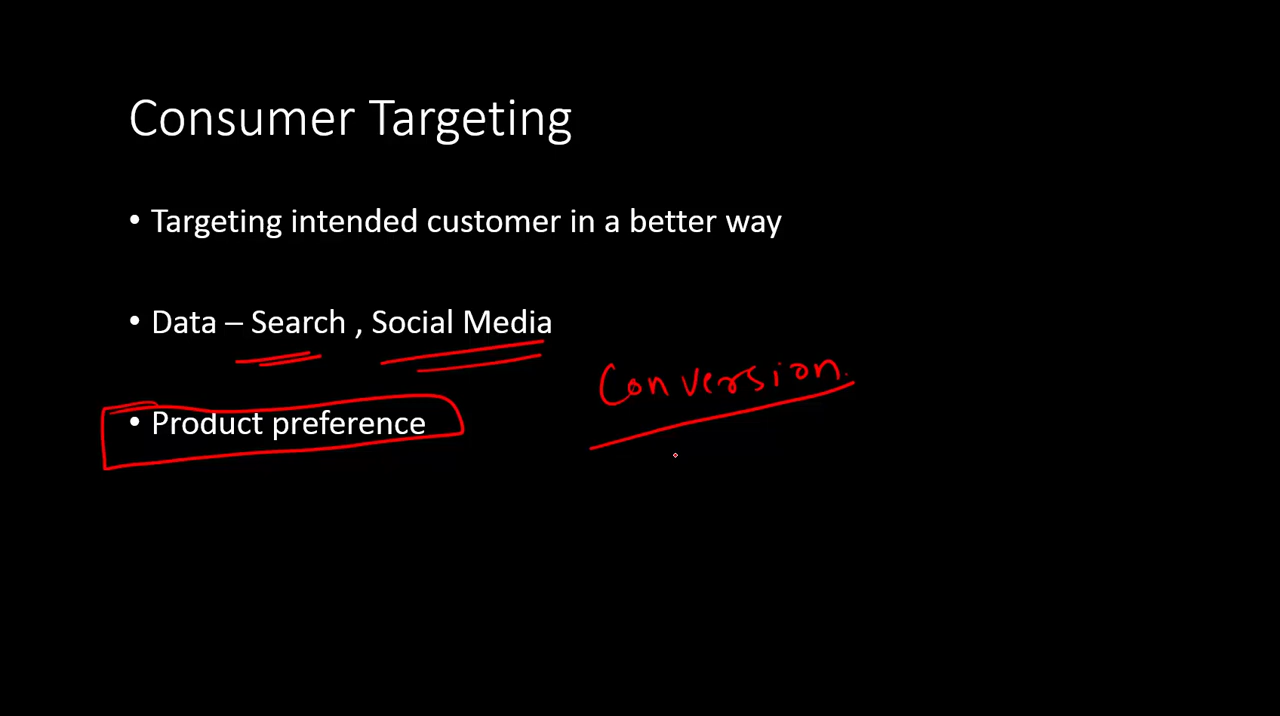 Consumer Targeting
• Targeting intended customer in a better way
• Data – Search , Social Media
Conversion.
• Product preference